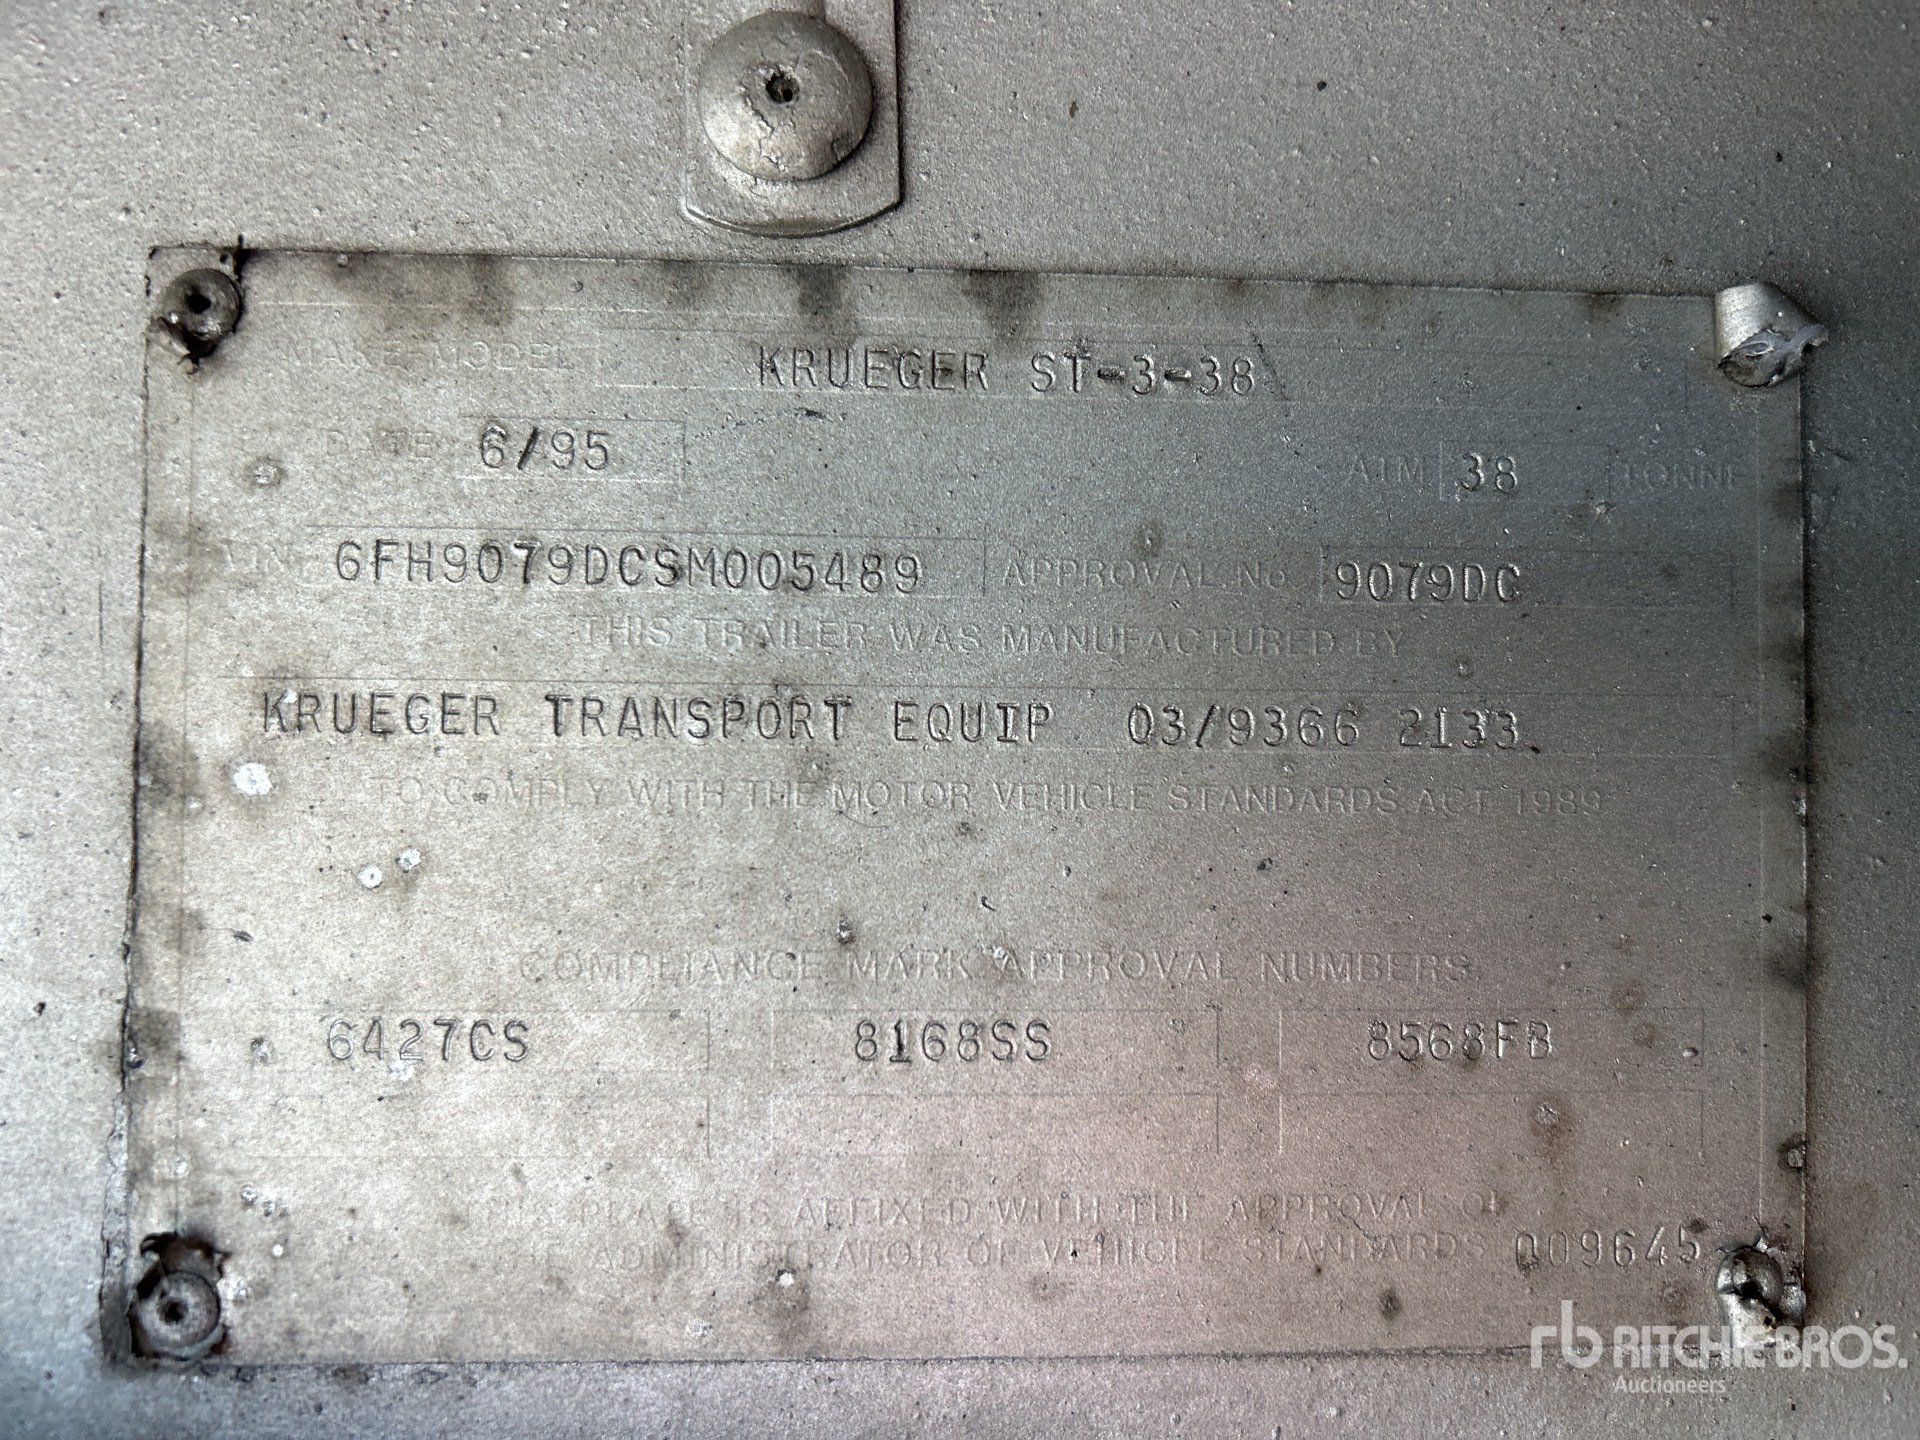 MAKE-MODEL KRUEGER ST-3-38
DATE 6/95 ATM 38 TONNE
VIN 6FH9079DCSM005489 APPROVAL No. 9079DC
THIS TRAILER WAS MANUFACTURED BY
KRUEGER TRANSPORT EQUIP 03/9366 2133
TO COMPLY WITH THE MOTOR VEHICLE STANDARDS ACT 1989
COMPLIANCE MARK APPROVAL NUMBERS
6427CS 8168SS 8568FB
THIS PLATE IS AFFIXED WITH THE APPROVAL OF
THE ADMINISTRATOR OF VEHICLE STANDARDS 009645
rb RITCHIE BROS.
Auctioneers